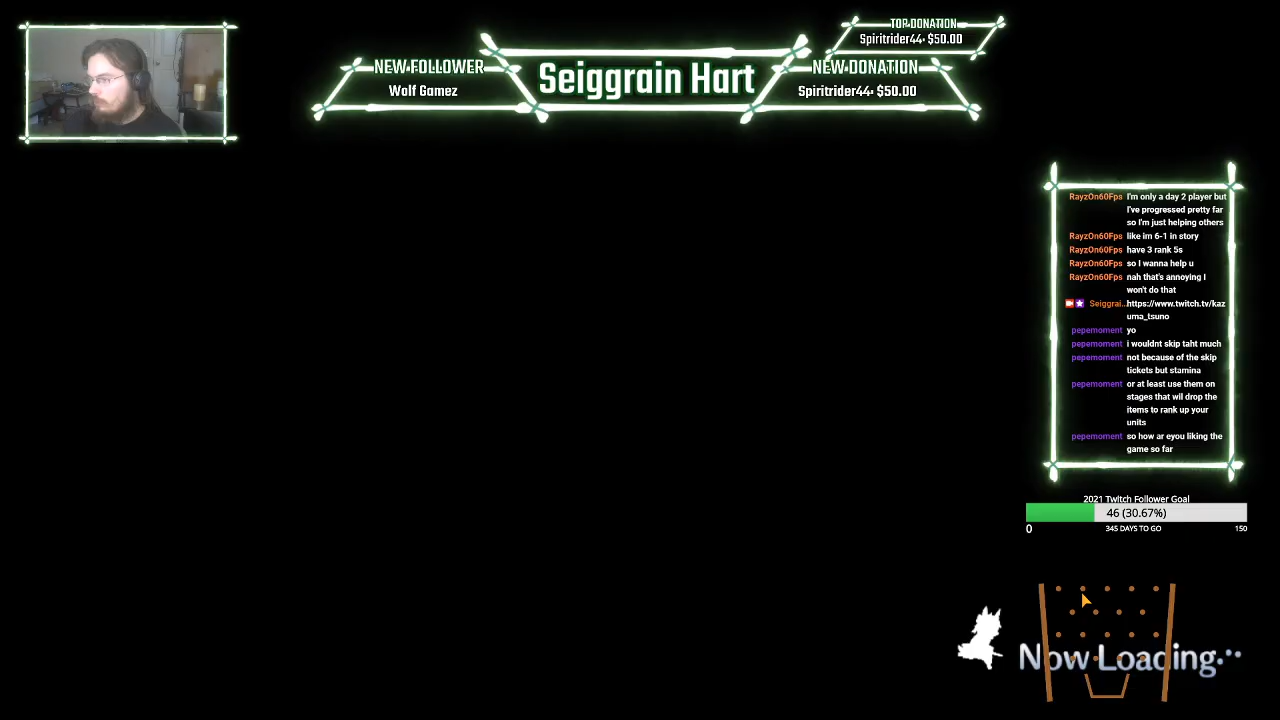 TOP DONATION
Spiritrider44: $50.00
NEW FOLLOWER
Wolf Gamez
Seiggrain Hart
NEW DONATION
Spiritrider44: $50.00
RayzOn60Fps I'm only a day 2 player but
I've progressed pretty far
so I'm just helping others
RayzOn60Fps like im 6-1 in story
RayzOn60Fps have 3 rank 5s
RayzOn60Fps so I wanna help u
RayzOn60Fps nah that's annoying I
won't do that
Seiggrai... https://www.twitch.tv/kaz
uma_tsuno
pepemoment yo
pepemoment i wouldnt skip taht much
pepemoment not because of the skip
tickets but stamina
pepemoment or at least use them on
stages that wil drop the
items to rank up your
units
pepemoment so how ar eyou liking the
game so far
2021 Twitch Follower Goal
46 (30.67%)
0 345 DAYS TO GO 150
Now Loading...